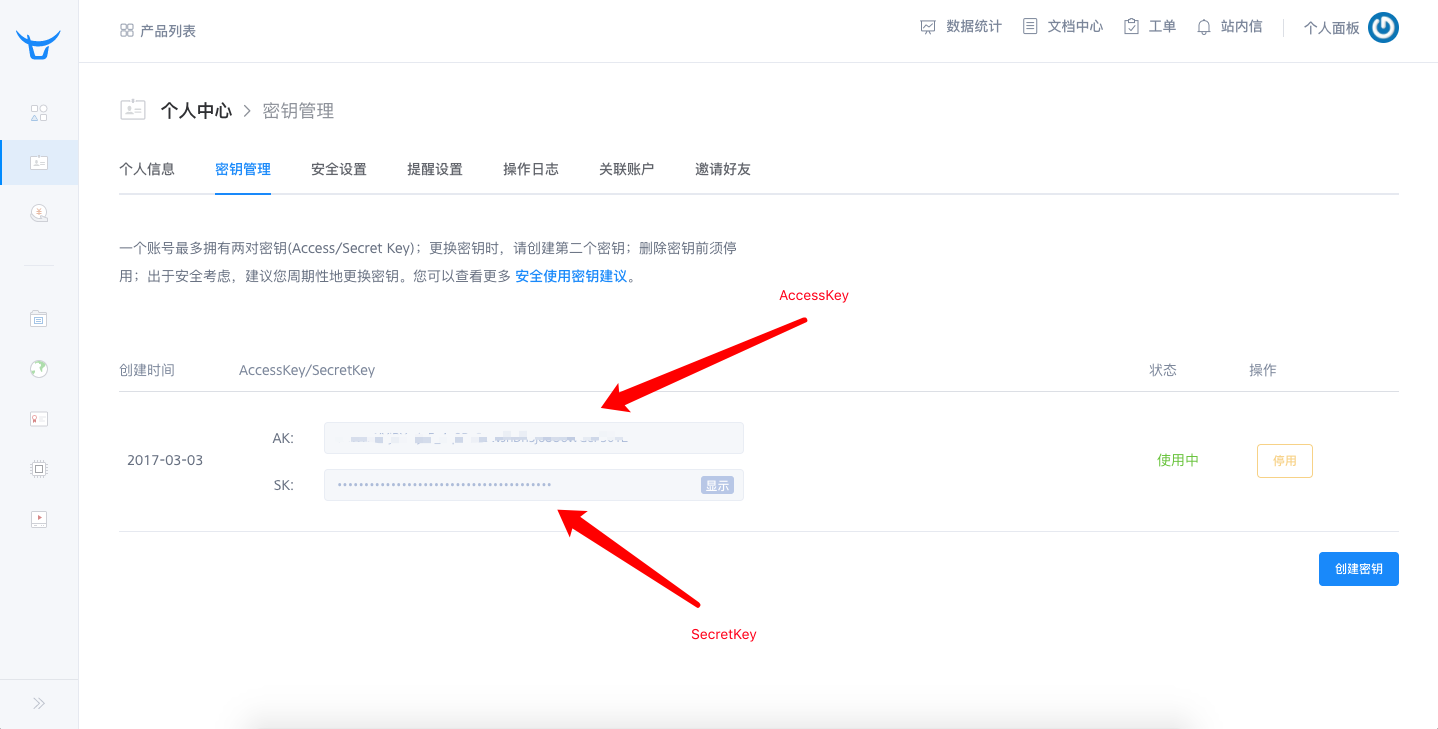 产品列表
数据统计 文档中心 工单 站内信 个人面板
个人中心 > 密钥管理
个人信息 密钥管理 安全设置 提醒设置 操作日志 关联账户 邀请好友
一个账号最多拥有两对密钥(Access/Secret Key)；更换密钥时，请创建第二个密钥；删除密钥前须停
用；出于安全考虑，建议您周期性地更换密钥。您可以查看更多 安全使用密钥建议。
AccessKey
创建时间 AccessKey/SecretKey 状态 操作
AK:
2017-03-03 使用中 停用
SK: ••••••••••••••••••••••••••••••••••••••• 显示
创建密钥
SecretKey